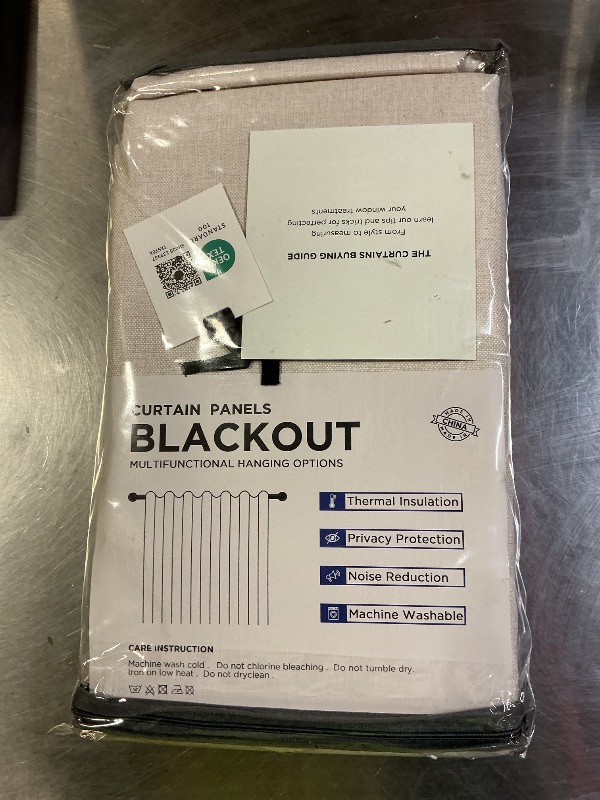 THE CURTAINS BUYING GUIDE
From style to measuring
learn our tips and tricks for perfecting
your window treatments
OEKO
TEX
STANDARD
100
TESTEX
CURTAIN PANELS
BLACKOUT
MULTIFUNCTIONAL HANGING OPTIONS
MADE IN
CHINA
MADE IN
Thermal Insulation
Privacy Protection
Noise Reduction
Machine Washable
CARE INSTRUCTION
Machine wash cold . Do not chlorine bleaching . Do not tumble dry.
Iron on low heat . Do not dryclean .